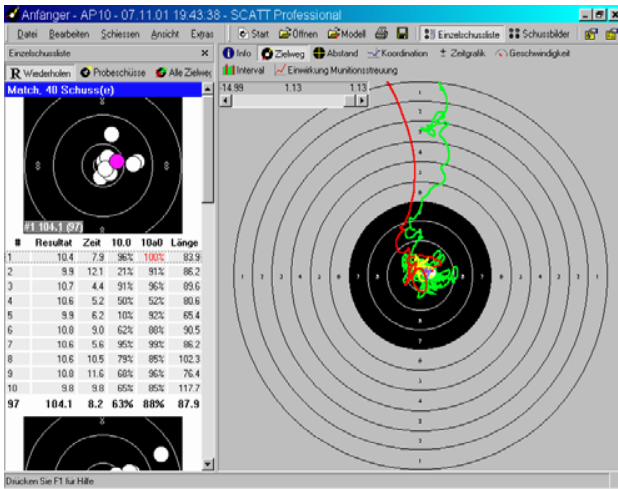 Anfänger - AP10 - 07.11.01 19.43.38 - SCATT Professional
Datei Bearbeiten Schiessen Ansicht Extras Start Öffnen Modell Einzelschussliste Schussbilder
Einzelschussliste
Info Zielweg Abstand Koordination Zeitgrafik Geschwindigkeit
R Wiederholen Probeschüsse Alle Zielweg
Interval Einwirkung Munitionsstreuung
Match, 40 Schuss(e)
-14.99 1.13 1.13
#1 104.1 (97)
# Resultat Zeit 10.0 10a0 Länge
1 10.4 7.9 96% 100% 83.9
2 9.9 12.1 21% 91% 86.2
3 10.7 4.4 91% 96% 89.6
4 10.6 5.2 50% 52% 80.6
5 9.9 6.2 10% 92% 65.4
6 10.8 9.0 62% 88% 90.5
7 10.6 5.6 95% 99% 86.2
8 10.6 10.5 79% 85% 102.3
9 10.8 11.6 68% 96% 76.4
10 9.8 9.8 65% 85% 117.7
97 104.1 8.2 63% 88% 87.9
Drücken Sie F1 für Hilfe